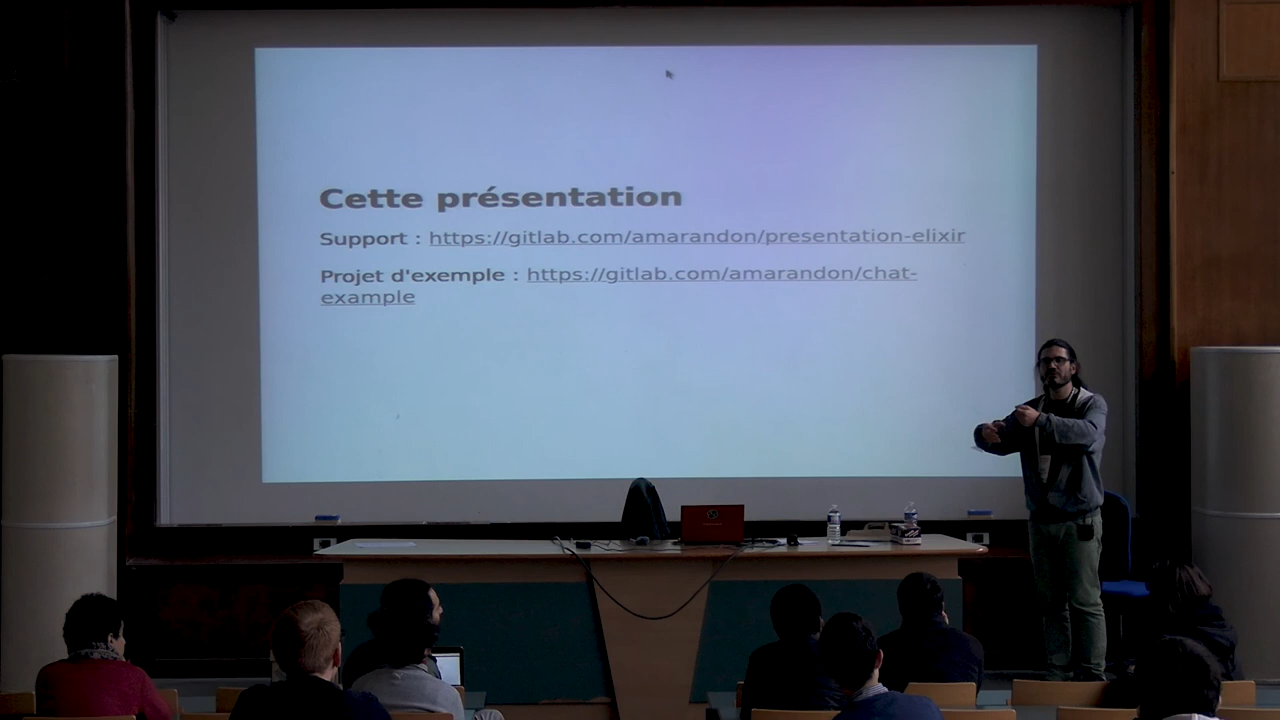 Cette présentation
Support : https://gitlab.com/amarandon/presentation-elixir
Projet d'exemple : https://gitlab.com/amarandon/chat-
example